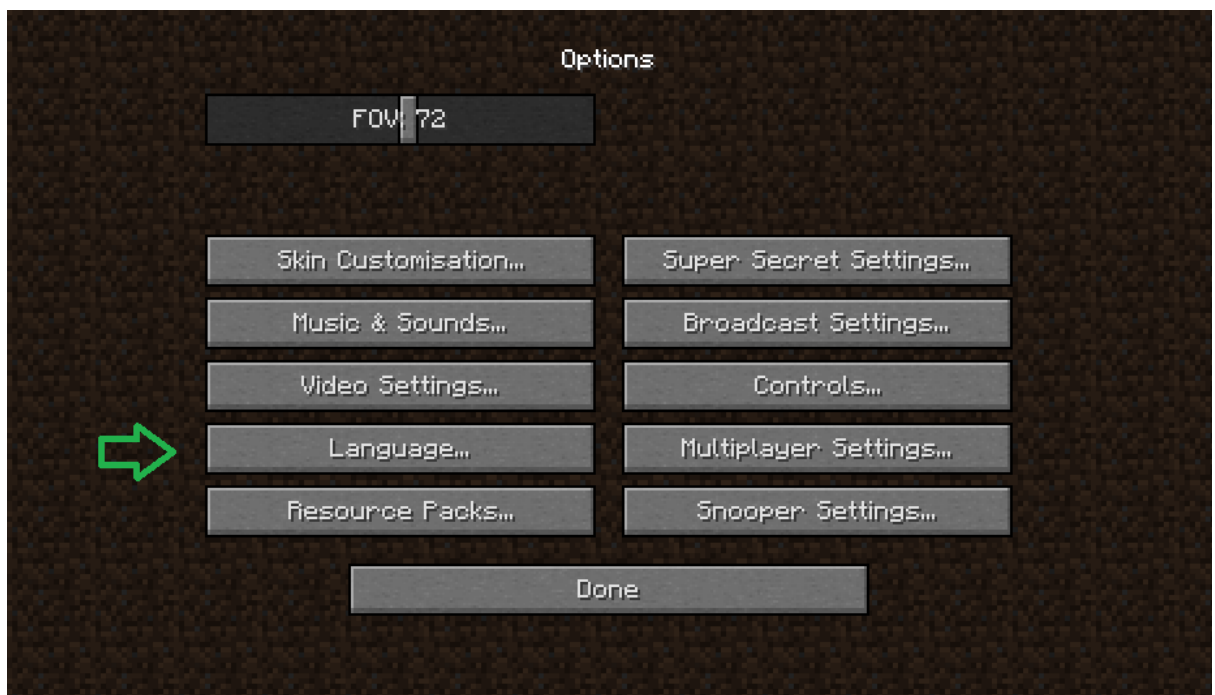 Options
FOV: 72
Skin Customisation...
Super Secret Settings...
Music & Sounds...
Broadcast Settings...
Video Settings...
Controls...
Language...
Multiplayer Settings...
Resource Packs...
Snooper Settings...
Done